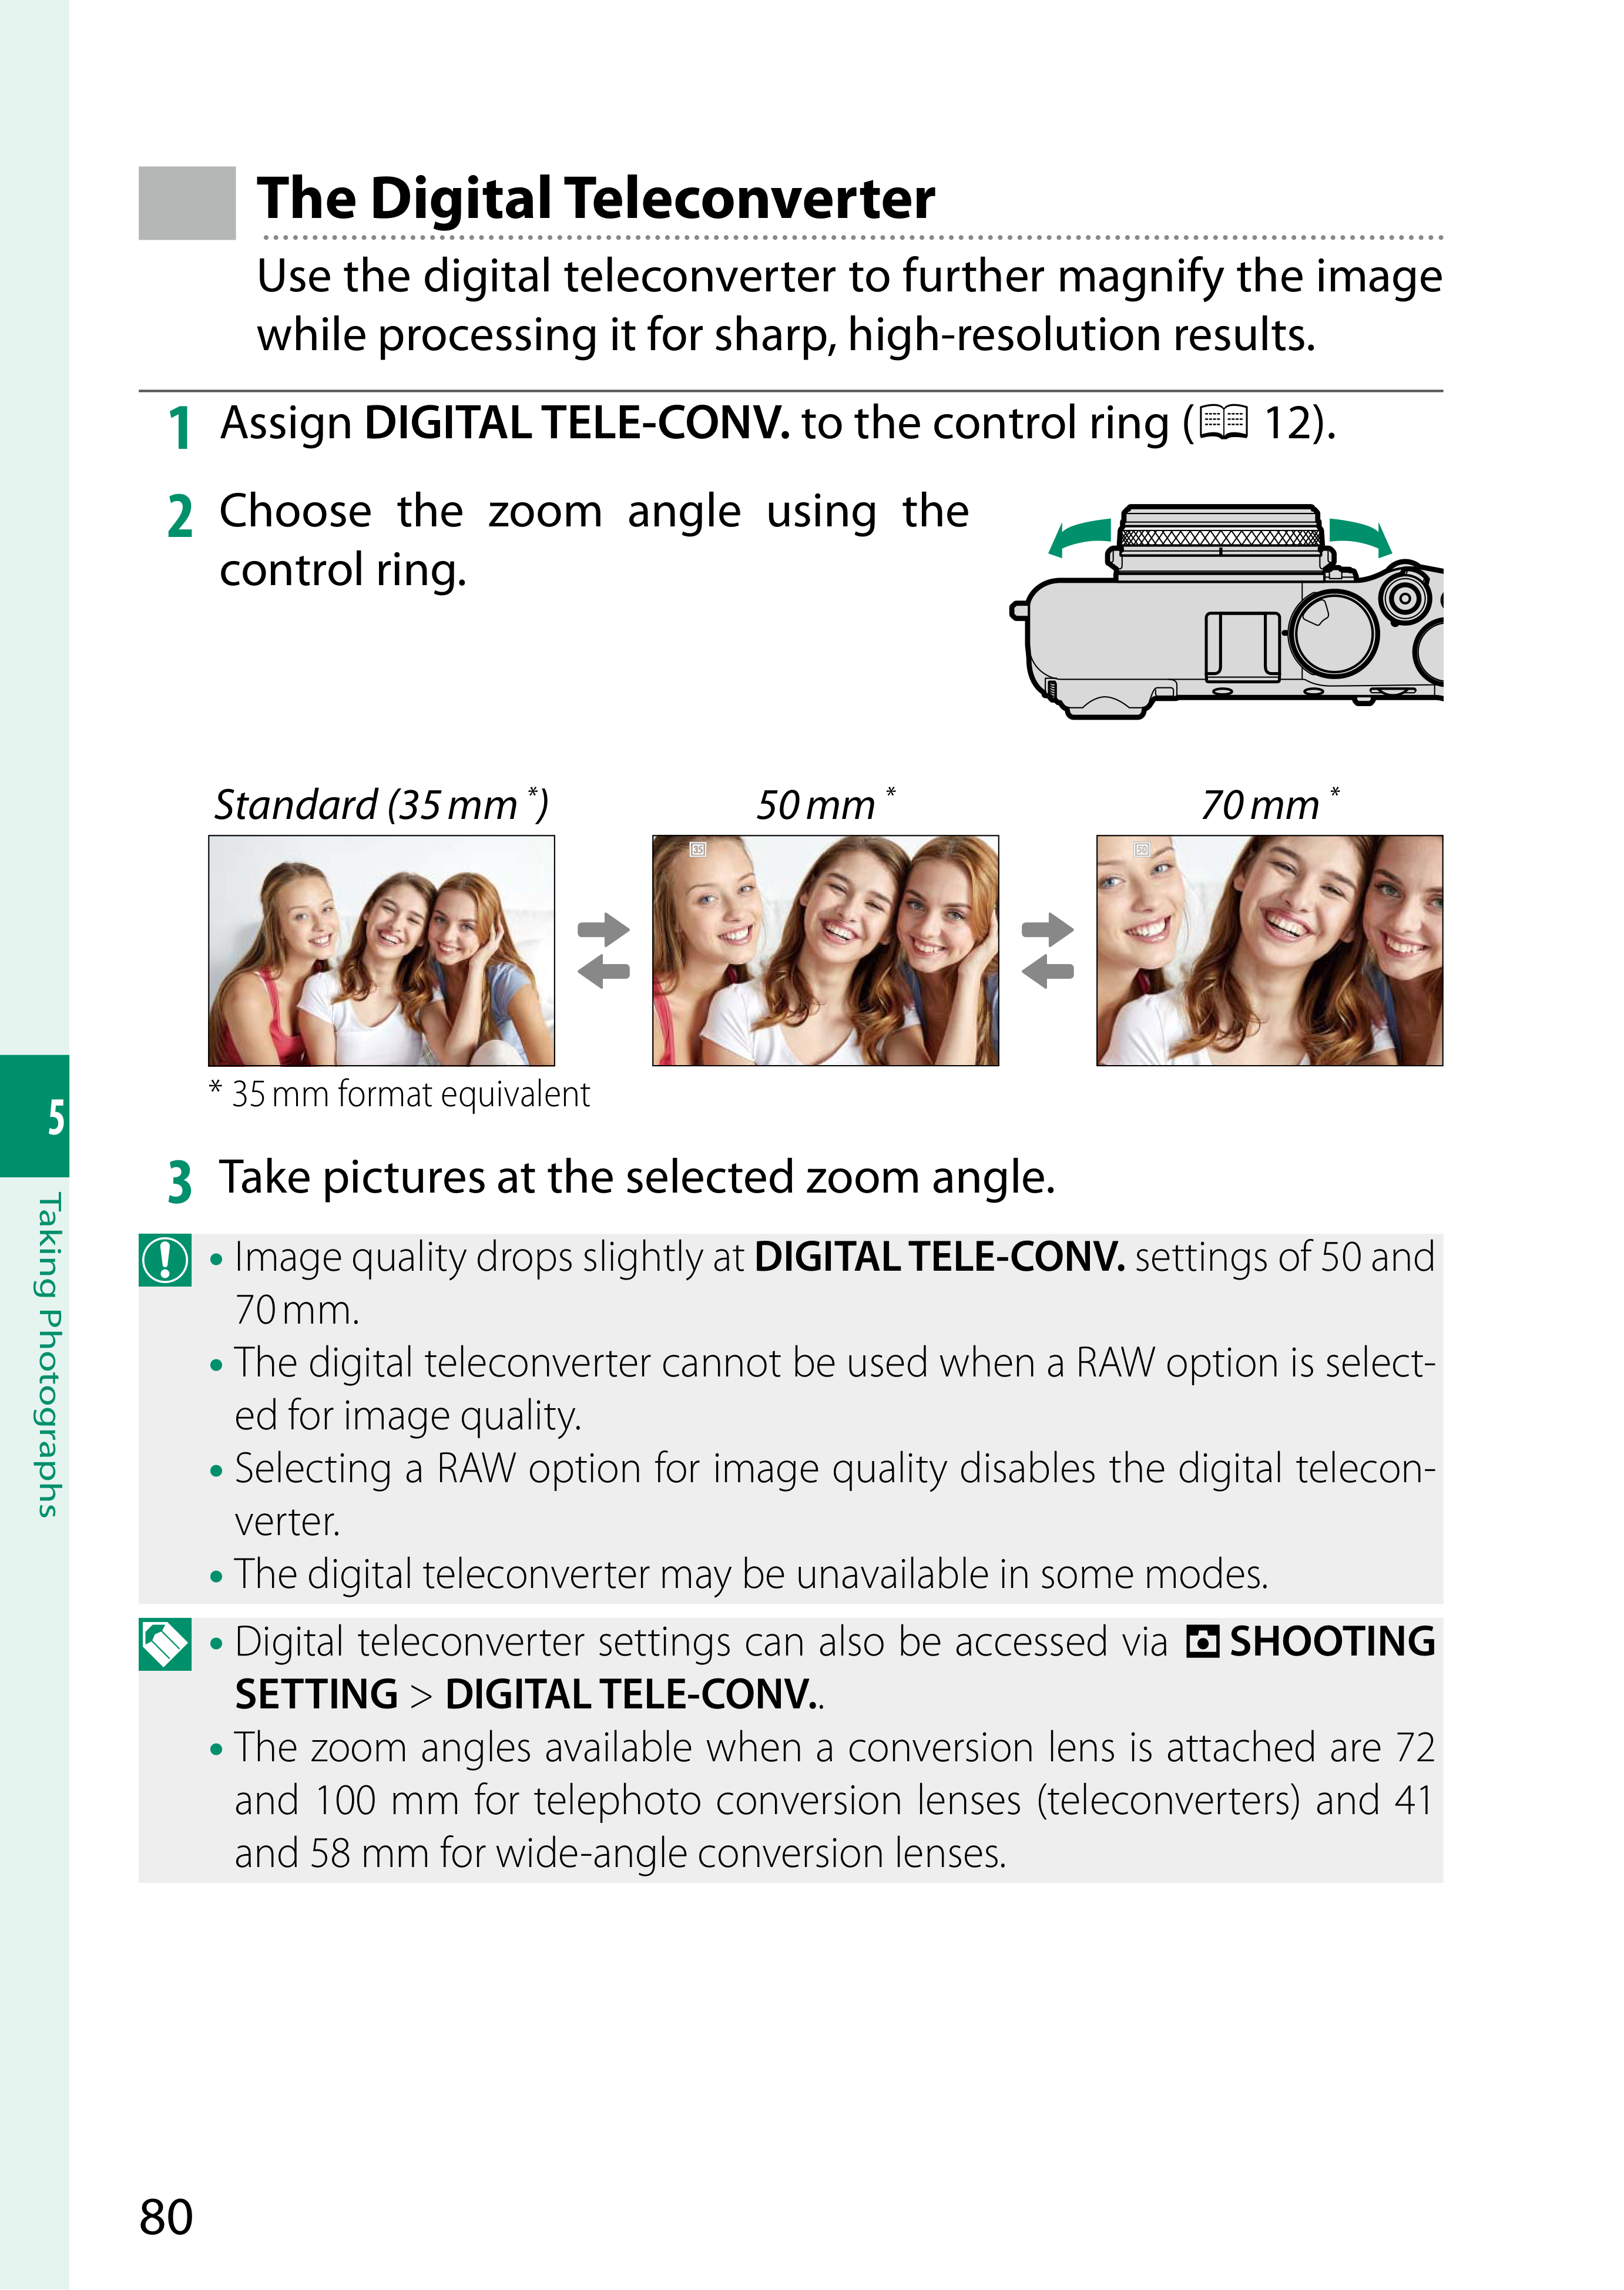 The Digital Teleconverter
Use the digital teleconverter to further magnify the image
while processing it for sharp, high-resolution results.
1 Assign DIGITAL TELE-CONV. to the control ring ( 12).
2 Choose the zoom angle using the
control ring.
Standard (35 mm *) 50 mm * 70 mm *
35 50
* 35 mm format equivalent
3 Take pictures at the selected zoom angle.
• Image quality drops slightly at DIGITAL TELE-CONV. settings of 50 and
70 mm.
• The digital teleconverter cannot be used when a RAW option is select-
ed for image quality.
• Selecting a RAW option for image quality disables the digital telecon-
verter.
• The digital teleconverter may be unavailable in some modes.
• Digital teleconverter settings can also be accessed via SHOOTING
SETTING > DIGITAL TELE-CONV..
• The zoom angles available when a conversion lens is attached are 72
and 100 mm for telephoto conversion lenses (teleconverters) and 41
and 58 mm for wide-angle conversion lenses.
5
Taking Photographs
80